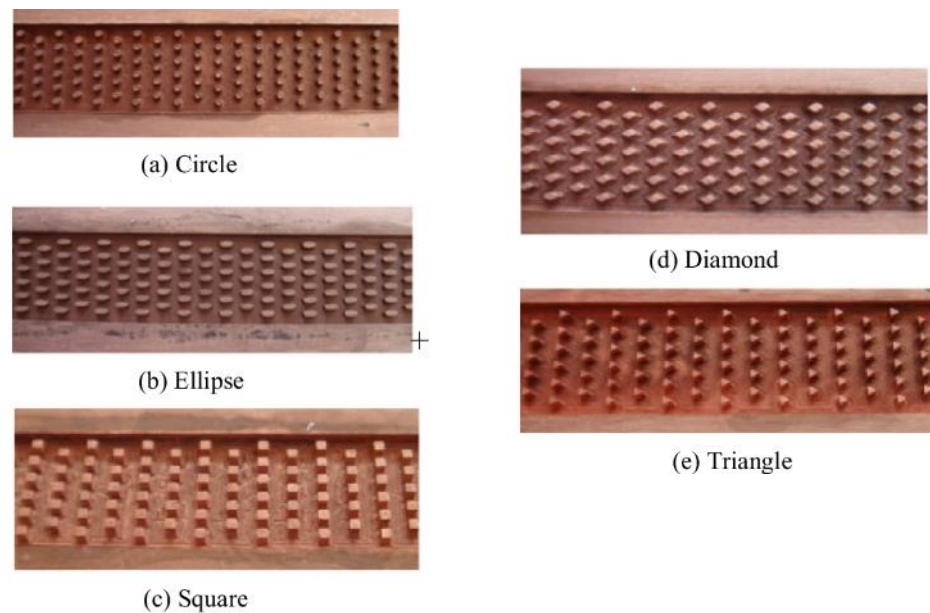 (a) Circle
(b) Ellipse
(c) Square
(d) Diamond
(e) Triangle